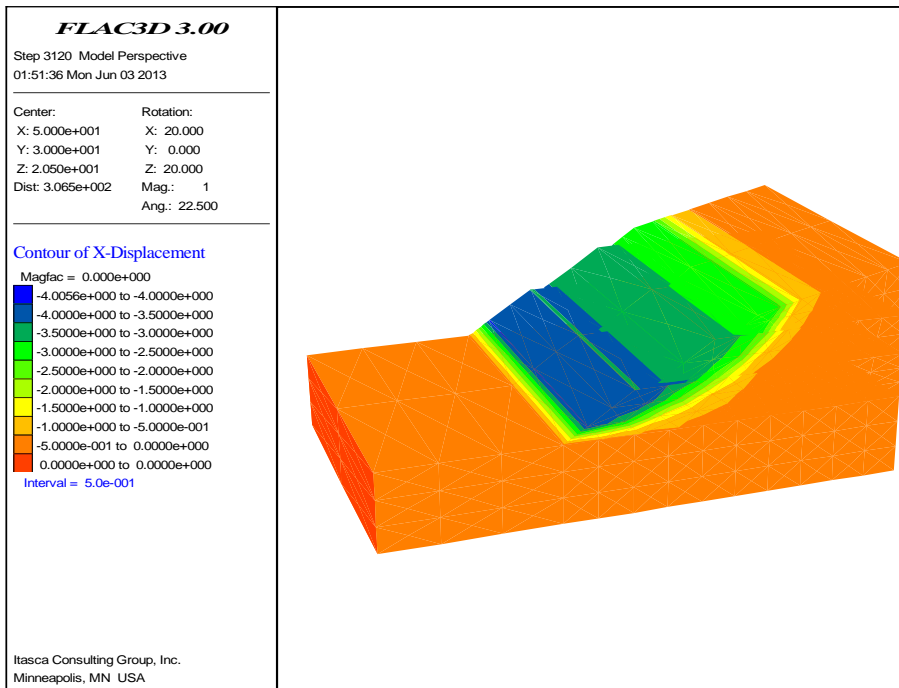 FLAC3D 3.00
Step 3120 Model Perspective
01:51:36 Mon Jun 03 2013
Center: Rotation:
X: 5.000e+001 X: 20.000
Y: 3.000e+001 Y: 0.000
Z: 2.050e+001 Z: 20.000
Dist: 3.065e+002 Mag.: 1
Ang.: 22.500
Contour of X-Displacement
Magfac = 0.000e+000
-4.0056e+000 to -4.0000e+000
-4.0000e+000 to -3.5000e+000
-3.5000e+000 to -3.0000e+000
-3.0000e+000 to -2.5000e+000
-2.5000e+000 to -2.0000e+000
-2.0000e+000 to -1.5000e+000
-1.5000e+000 to -1.0000e+000
-1.0000e+000 to -5.0000e-001
-5.0000e-001 to 0.0000e+000
0.0000e+000 to 0.0000e+000
Interval = 5.0e-001
Itasca Consulting Group, Inc.
Minneapolis, MN USA